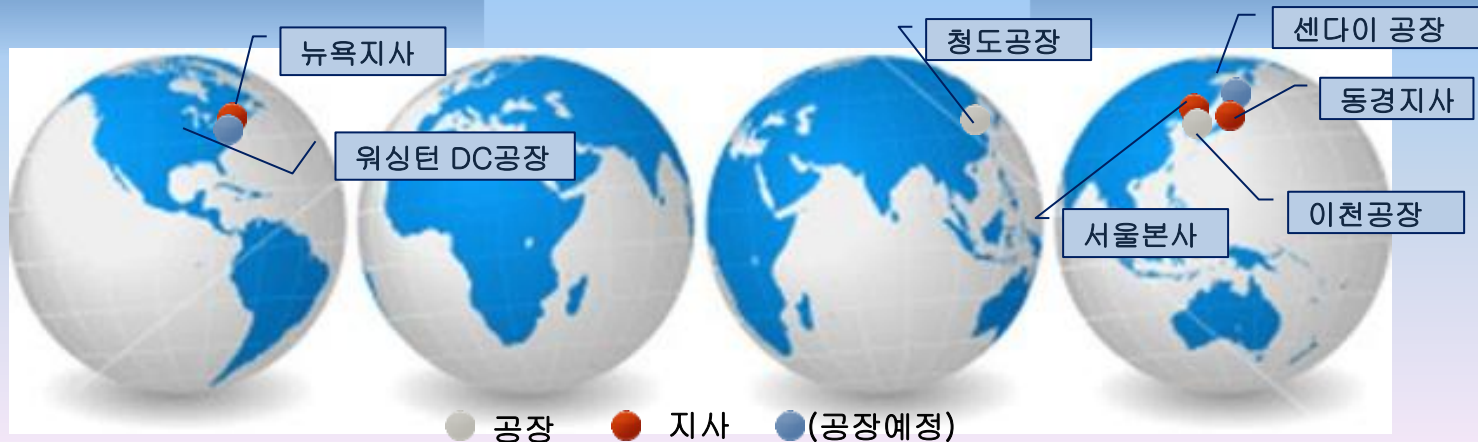 뉴욕지사
워싱턴 DC공장
청도공장
센다이 공장
동경지사
서울본사
이천공장
공장
지사
(공장예정)